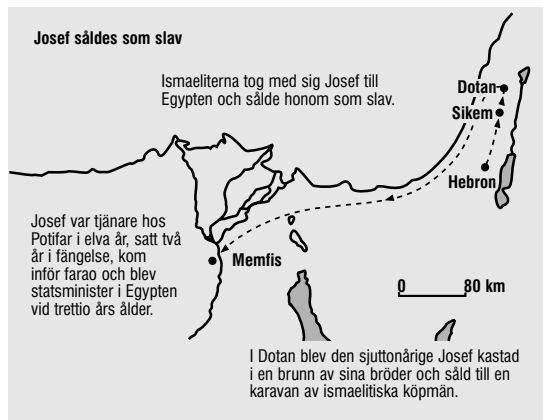 Josef såldes som slav
Ismaeliterna tog med sig Josef till
Egypten och sålde honom som slav.
Dotan
Sikem
Hebron
Josef var tjänare hos
Potifar i elva år, satt två
år i fängelse, kom
inför farao och blev
statsminister i Egypten
vid trettio års ålder.
Memfis
0 80 km
I Dotan blev den sjuttonårige Josef kastad
i en brunn av sina bröder och såld till en
karavan av ismaelitiska köpmän.